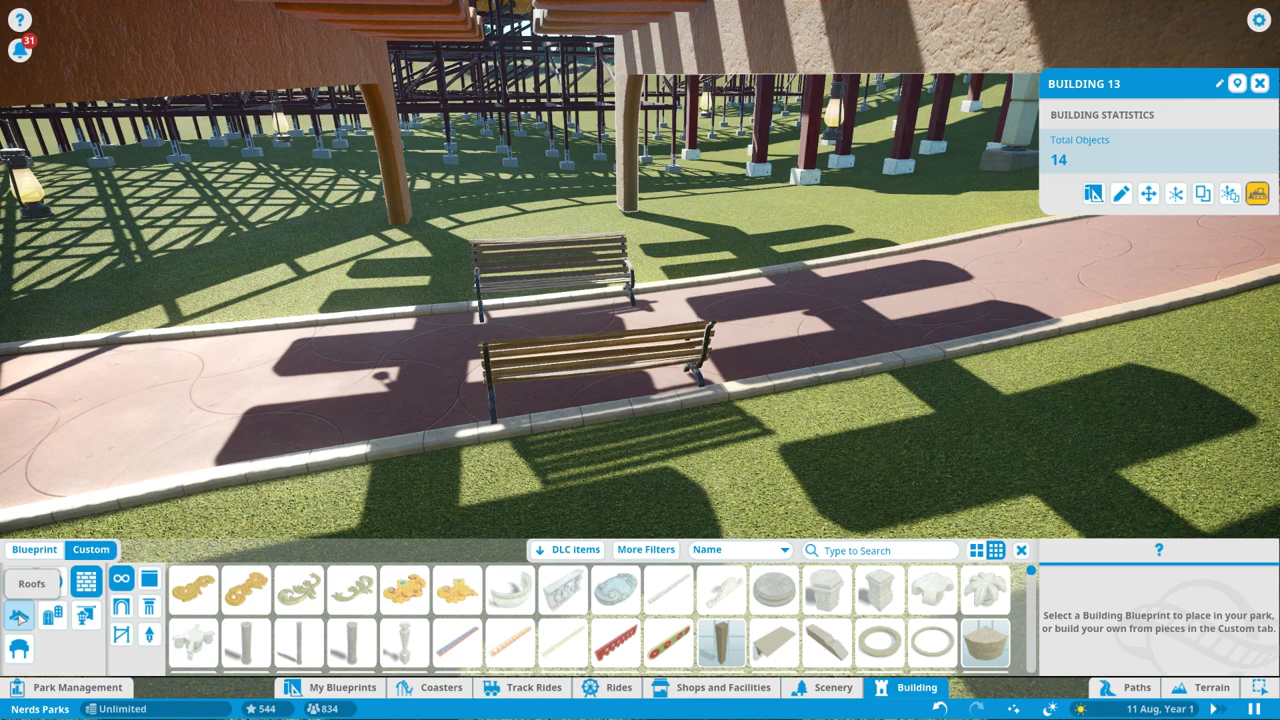 ?
31
BUILDING 13
BUILDING STATISTICS
Total Objects
14
Blueprint
Custom
DLC items
More Filters
Name
Type to Search
?
Roofs
Select a Building Blueprint to place in your park,
or build your own from pieces in the Custom tab.
Park Management
My Blueprints
Coasters
Track Rides
Rides
Shops and Facilities
Scenery
Building
Paths
Terrain
Nerds Parks
Unlimited
544
834
11 Aug, Year 1